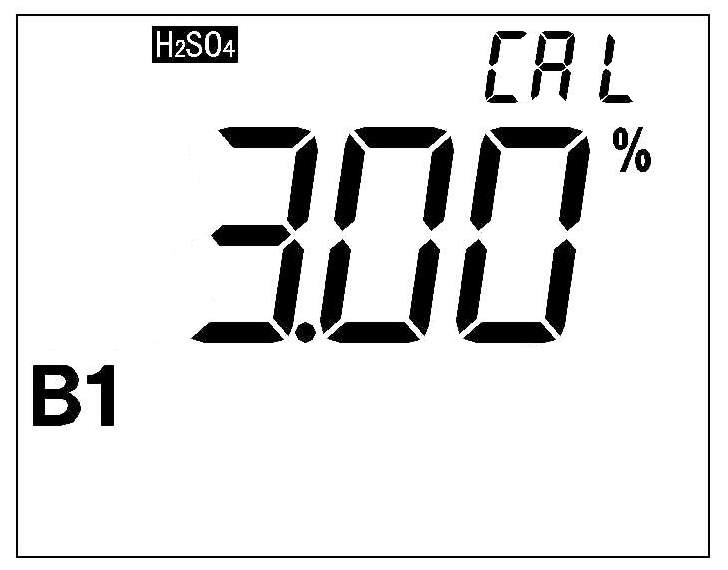 H₂SO₄ CAL
3.00 %
B1